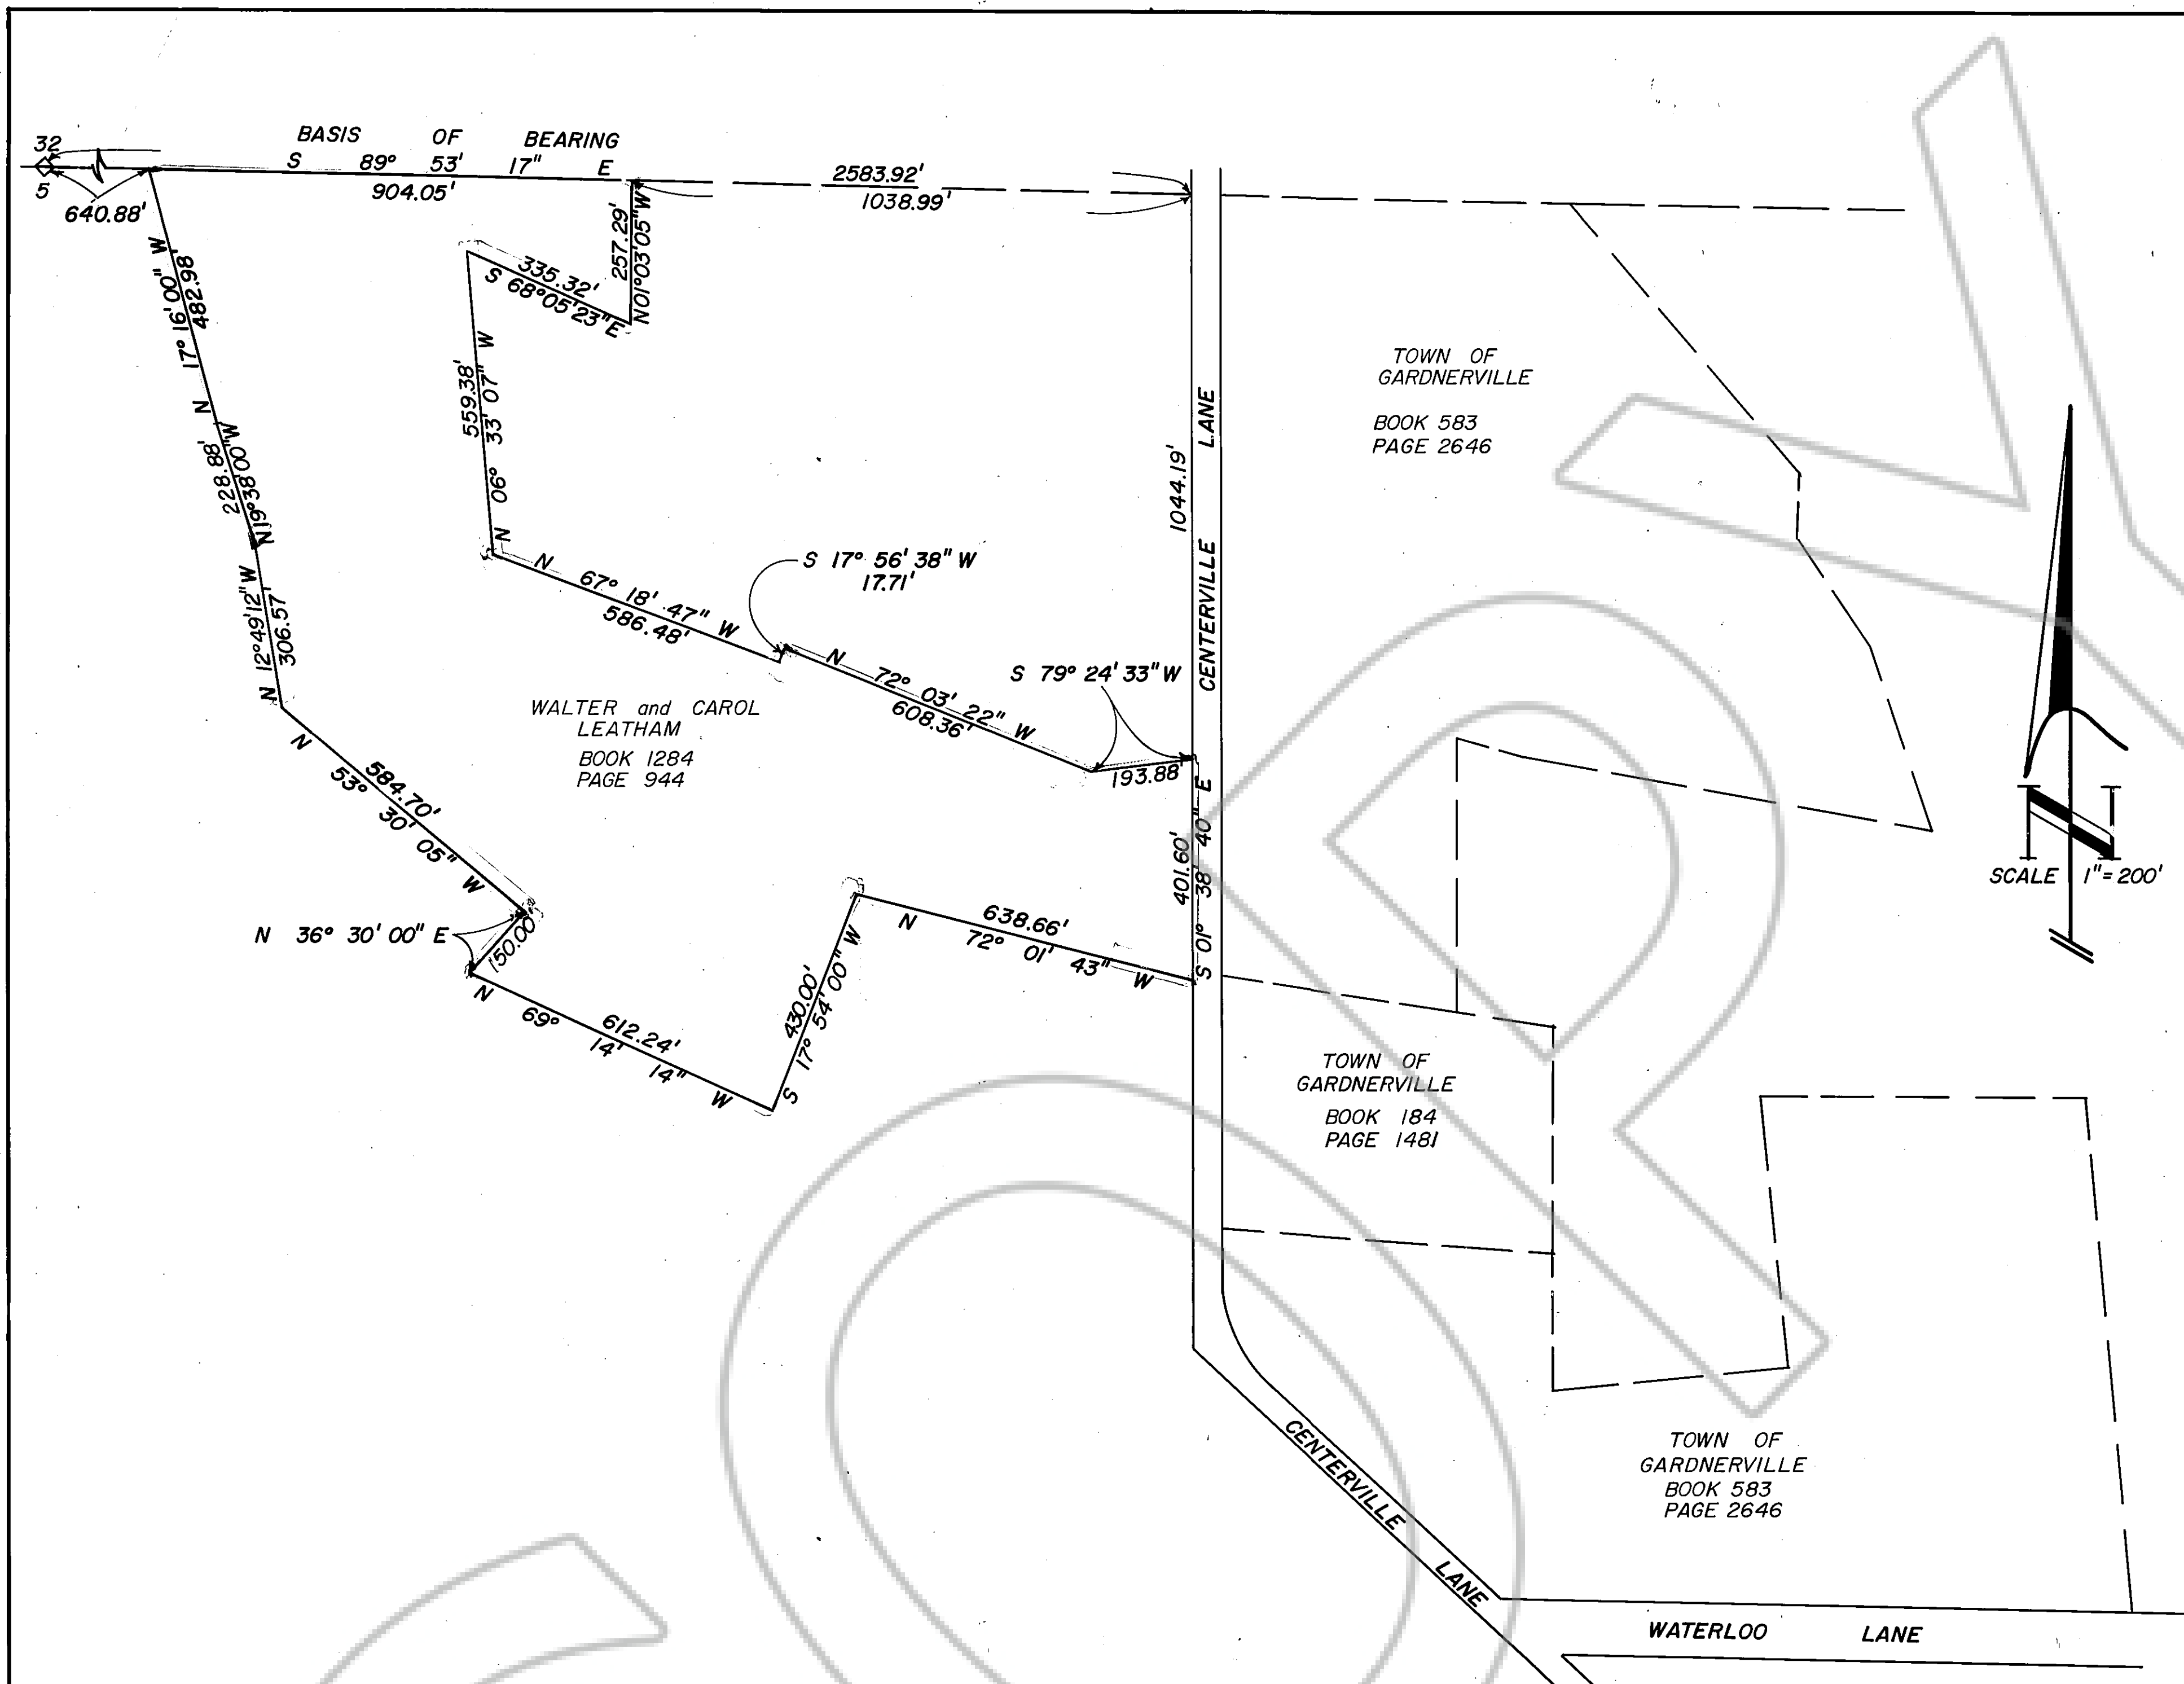 BASIS OF BEARING
S 89° 53' 17" E
904.05'
32
5
640.88'
2583.92'
1038.99'
N 17° 16' 00" W
482.98'
257.29'
N01°03'05"W
335.32'
S 68°05'23"E
559.38'
N 06° 33' 07" W
N19°38'00"W
228.88'
N 12°49'12"W
306.57'
N 67° 18' 47" W
586.48'
S 17° 56' 38" W
17.71'
N 72° 03' 22" W
608.36'
S 79° 24' 33" W
193.88'
1044.19'
CENTERVILLE LANE
401.60'
S 01° 38' 40" E
TOWN OF
GARDNERVILLE
BOOK 583
PAGE 2646
WALTER and CAROL
LEATHAM
BOOK 1284
PAGE 944
584.70'
N 53° 30' 05" W
N 36° 30' 00" E
150.00'
612.24'
N 69° 14' 14" W
430.00'
S 17° 54' 00" W
638.66'
N 72° 01' 43" W
SCALE 1"=200'
TOWN OF
GARDNERVILLE
BOOK 184
PAGE 1481
TOWN OF
GARDNERVILLE
BOOK 583
PAGE 2646
CENTERVILLE LANE
WATERLOO LANE